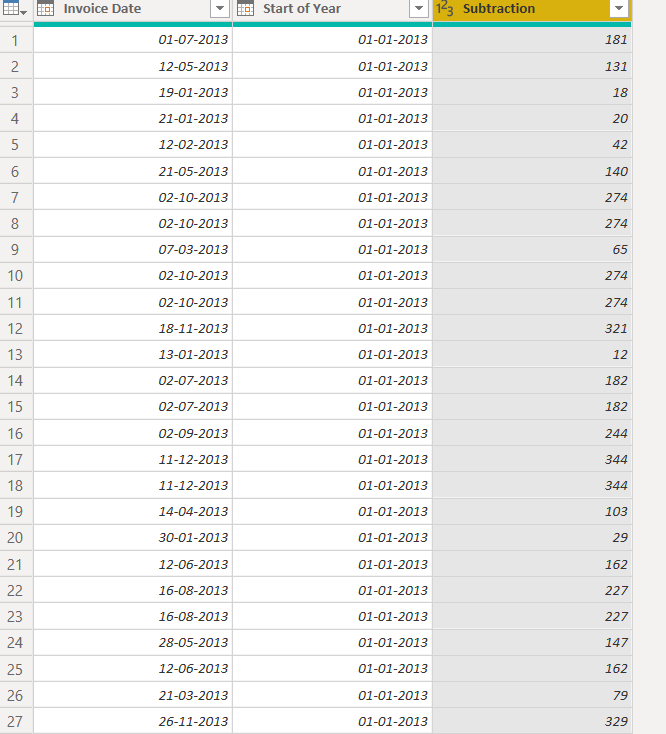 Invoice Date Start of Year 123 Subtraction
1 01-07-2013 01-01-2013 181
2 12-05-2013 01-01-2013 131
3 19-01-2013 01-01-2013 18
4 21-01-2013 01-01-2013 20
5 12-02-2013 01-01-2013 42
6 21-05-2013 01-01-2013 140
7 02-10-2013 01-01-2013 274
8 02-10-2013 01-01-2013 274
9 07-03-2013 01-01-2013 65
10 02-10-2013 01-01-2013 274
11 02-10-2013 01-01-2013 274
12 18-11-2013 01-01-2013 321
13 13-01-2013 01-01-2013 12
14 02-07-2013 01-01-2013 182
15 02-07-2013 01-01-2013 182
16 02-09-2013 01-01-2013 244
17 11-12-2013 01-01-2013 344
18 11-12-2013 01-01-2013 344
19 14-04-2013 01-01-2013 103
20 30-01-2013 01-01-2013 29
21 12-06-2013 01-01-2013 162
22 16-08-2013 01-01-2013 227
23 16-08-2013 01-01-2013 227
24 28-05-2013 01-01-2013 147
25 12-06-2013 01-01-2013 162
26 21-03-2013 01-01-2013 79
27 26-11-2013 01-01-2013 329